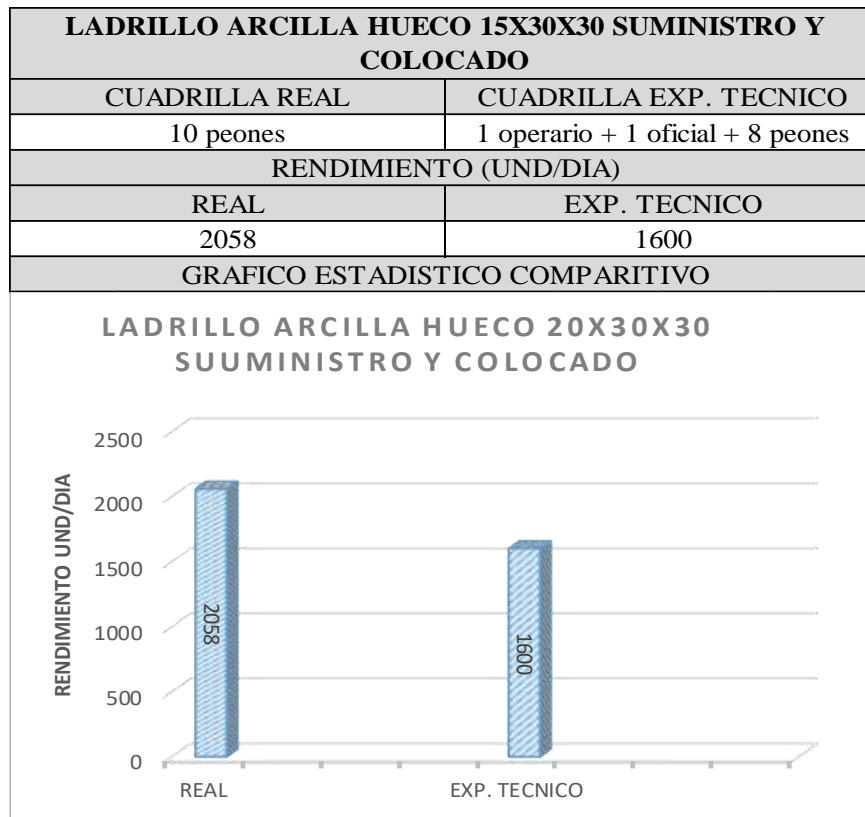 LADRILLO ARCILLA HUECO 15X30X30 SUMINISTRO Y
COLOCADO
CUADRILLA REAL CUADRILLA EXP. TECNICO
10 peones 1 operario + 1 oficial + 8 peones
RENDIMIENTO (UND/DIA)
REAL EXP. TECNICO
2058 1600
GRAFICO ESTADISTICO COMPARITIVO
LADRILLO ARCILLA HUECO 20X30X30
SUUMINISTRO Y COLOCADO
RENDIMIENTO UND/DIA
2500
2000
1500
1000
500
0
2058
1600
REAL EXP. TECNICO